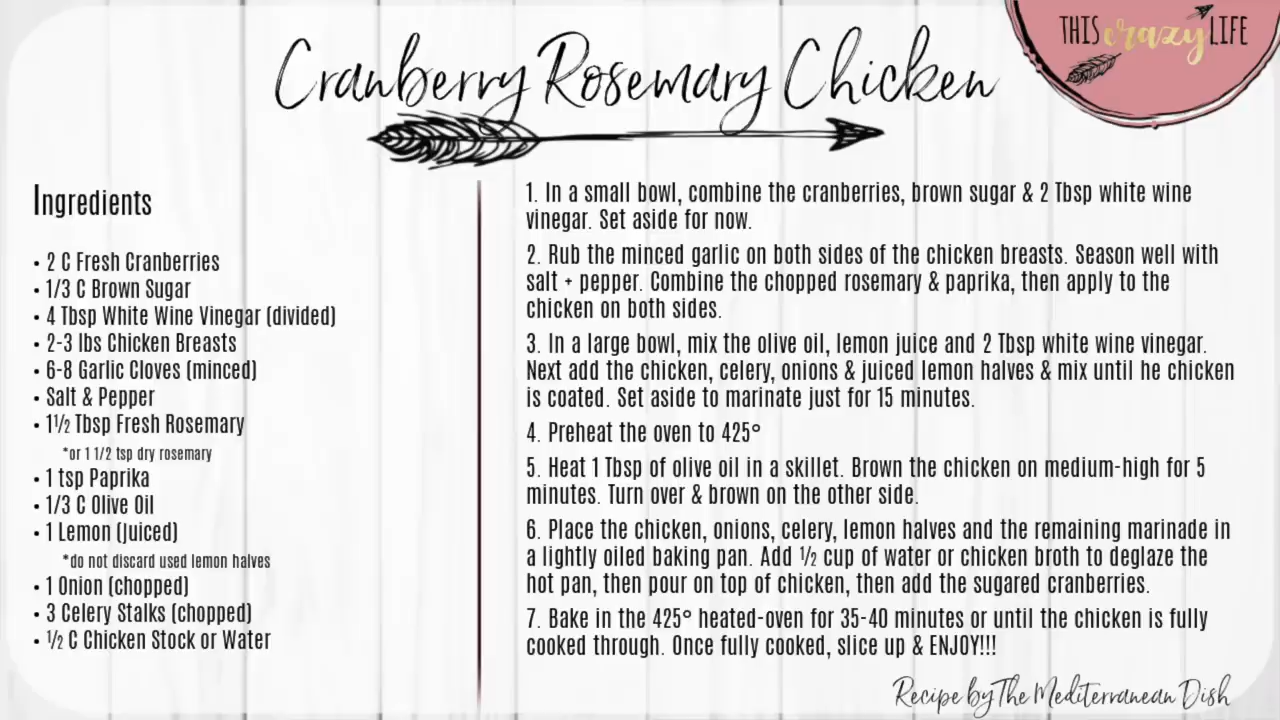 Cranberry Rosemary Chicken
THIS crazy LIFE
Ingredients
• 2 C Fresh Cranberries
• 1/3 C Brown Sugar
• 4 Tbsp White Wine Vinegar (divided)
• 2-3 lbs Chicken Breasts
• 6-8 Garlic Cloves (minced)
• Salt & Pepper
• 1½ Tbsp Fresh Rosemary
*or 1 1/2 tsp dry rosemary
• 1 tsp Paprika
• 1/3 C Olive Oil
• 1 Lemon (juiced)
*do not discard used lemon halves
• 1 Onion (chopped)
• 3 Celery Stalks (chopped)
• ½ C Chicken Stock or Water
1. In a small bowl, combine the cranberries, brown sugar & 2 Tbsp white wine
vinegar. Set aside for now.
2. Rub the minced garlic on both sides of the chicken breasts. Season well with
salt + pepper. Combine the chopped rosemary & paprika, then apply to the
chicken on both sides.
3. In a large bowl, mix the olive oil, lemon juice and 2 Tbsp white wine vinegar.
Next add the chicken, celery, onions & juiced lemon halves & mix until he chicken
is coated. Set aside to marinate just for 15 minutes.
4. Preheat the oven to 425°
5. Heat 1 Tbsp of olive oil in a skillet. Brown the chicken on medium-high for 5
minutes. Turn over & brown on the other side.
6. Place the chicken, onions, celery, lemon halves and the remaining marinade in
a lightly oiled baking pan. Add ½ cup of water or chicken broth to deglaze the
hot pan, then pour on top of chicken, then add the sugared cranberries.
7. Bake in the 425° heated-oven for 35-40 minutes or until the chicken is fully
cooked through. Once fully cooked, slice up & ENJOY!!!
Recipe by The Mediterranean Dish